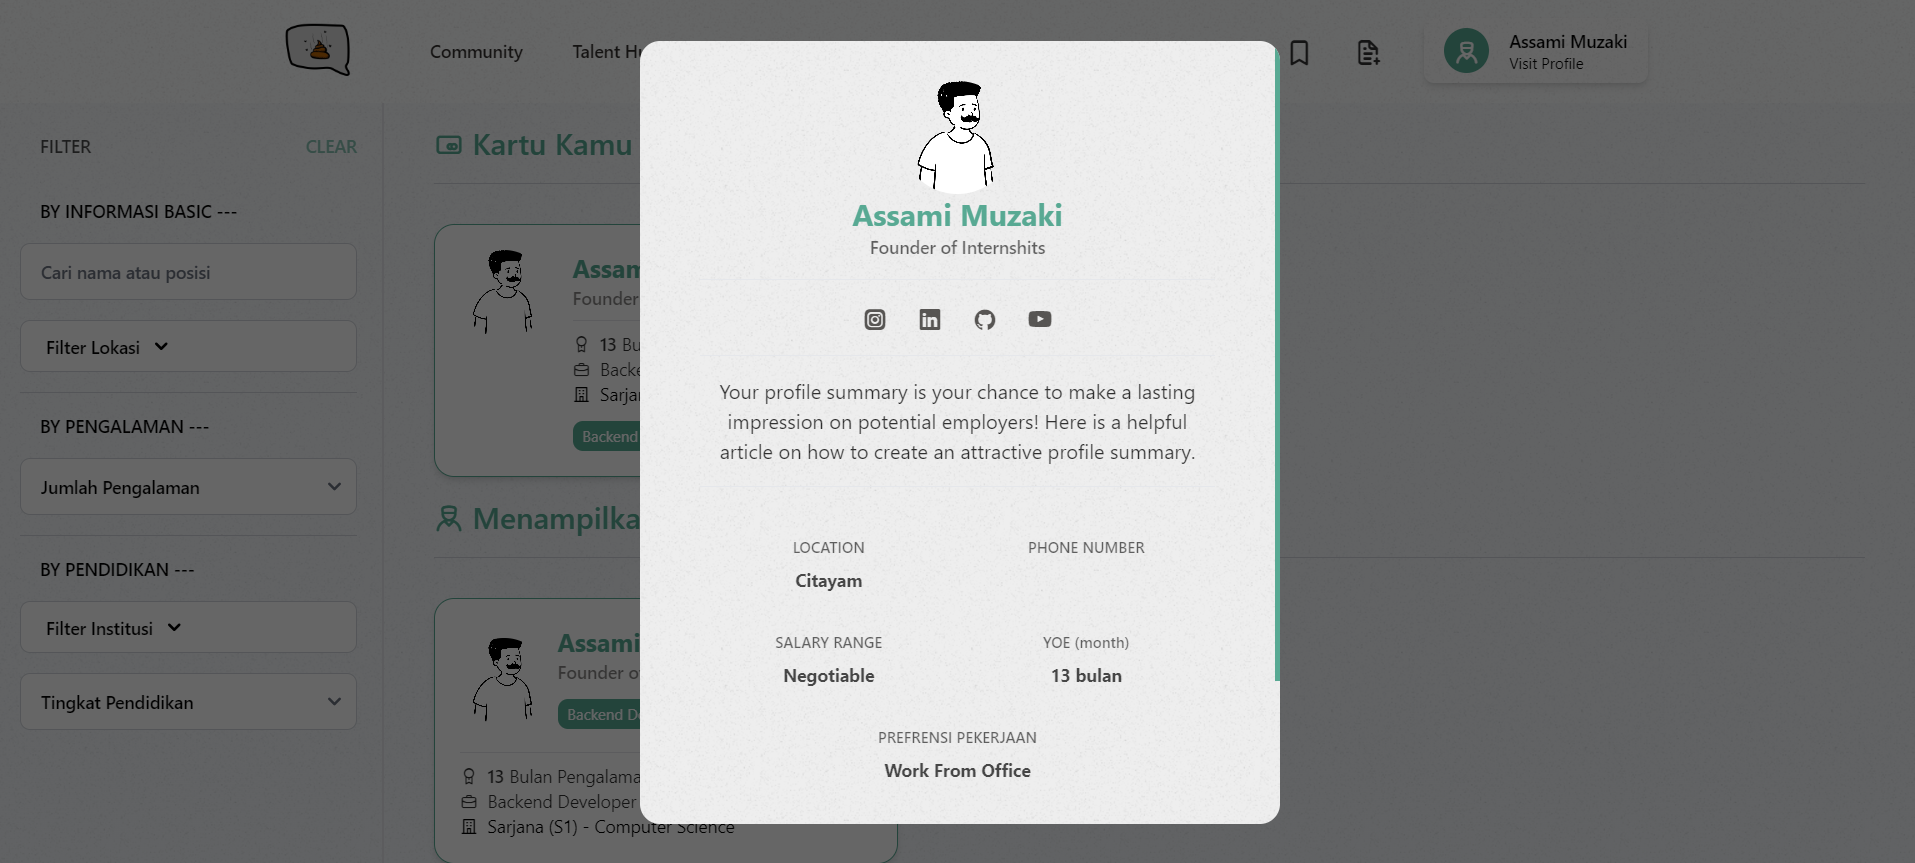 Community
Talent Hu
Assami Muzaki
Visit Profile
FILTER
CLEAR
BY INFORMASI BASIC ---
Cari nama atau posisi
Filter Lokasi
BY PENGALAMAN ---
Jumlah Pengalaman
BY PENDIDIKAN ---
Filter Institusi
Tingkat Pendidikan
Kartu Kamu
Assam
Founder
13 Bu
Backe
Sarja
Backend
Menampilka
Assami
Founder o
Backend De
13 Bulan Pengalama
Backend Developer
Sarjana (S1) - Computer Science
Assami Muzaki
Founder of Internshits
Your profile summary is your chance to make a lasting
impression on potential employers! Here is a helpful
article on how to create an attractive profile summary.
LOCATION
Citayam
PHONE NUMBER
SALARY RANGE
Negotiable
YOE (month)
13 bulan
PREFRENSI PEKERJAAN
Work From Office